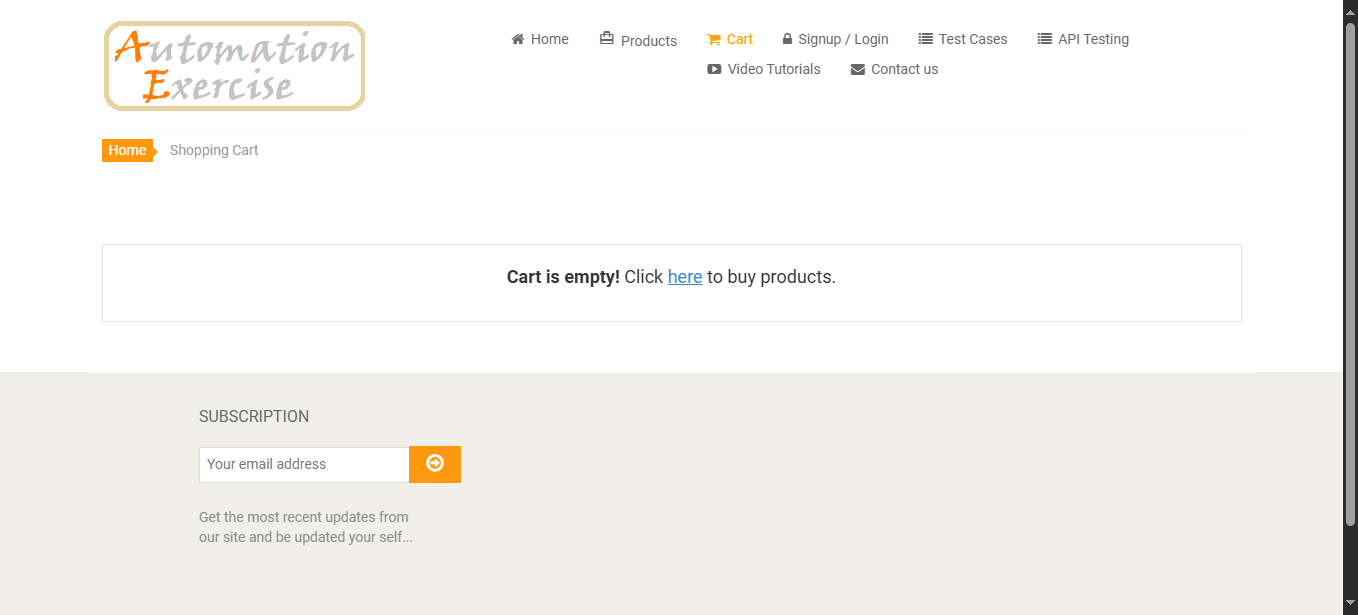 Automation
Exercise
Home Products Cart Signup / Login Test Cases API Testing
Video Tutorials Contact us
Home Shopping Cart
Cart is empty! Click here to buy products.
SUBSCRIPTION
Your email address
Get the most recent updates from
our site and be updated your self...